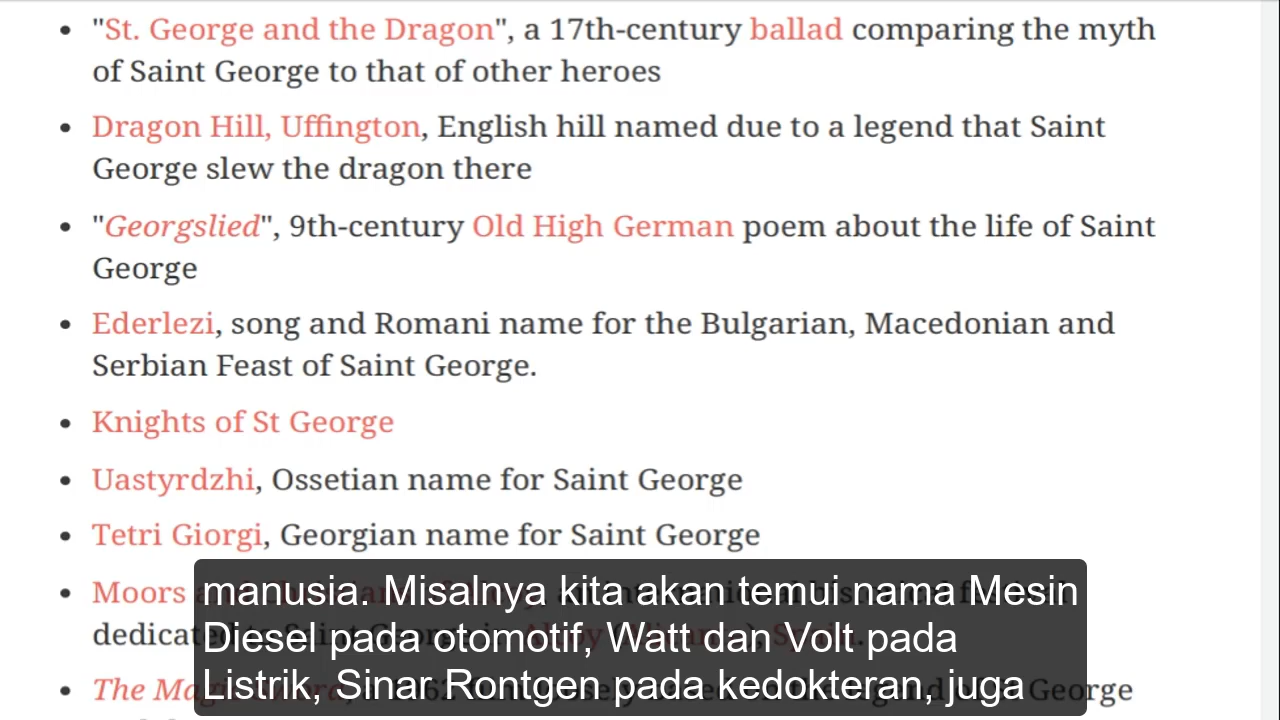 • "St. George and the Dragon", a 17th-century ballad comparing the myth
of Saint George to that of other heroes
• Dragon Hill, Uffington, English hill named due to a legend that Saint
George slew the dragon there
• "Georgslied", 9th-century Old High German poem about the life of Saint
George
• Ederlezi, song and Romani name for the Bulgarian, Macedonian and
Serbian Feast of Saint George.
• Knights of St George
• Uastyrdzhi, Ossetian name for Saint George
• Tetri Giorgi, Georgian name for Saint George
• Moors
dedicated
• The George
manusia. Misalnya kita akan temui nama Mesin
Diesel pada otomotif, Watt dan Volt pada
Listrik, Sinar Rontgen pada kedokteran, juga